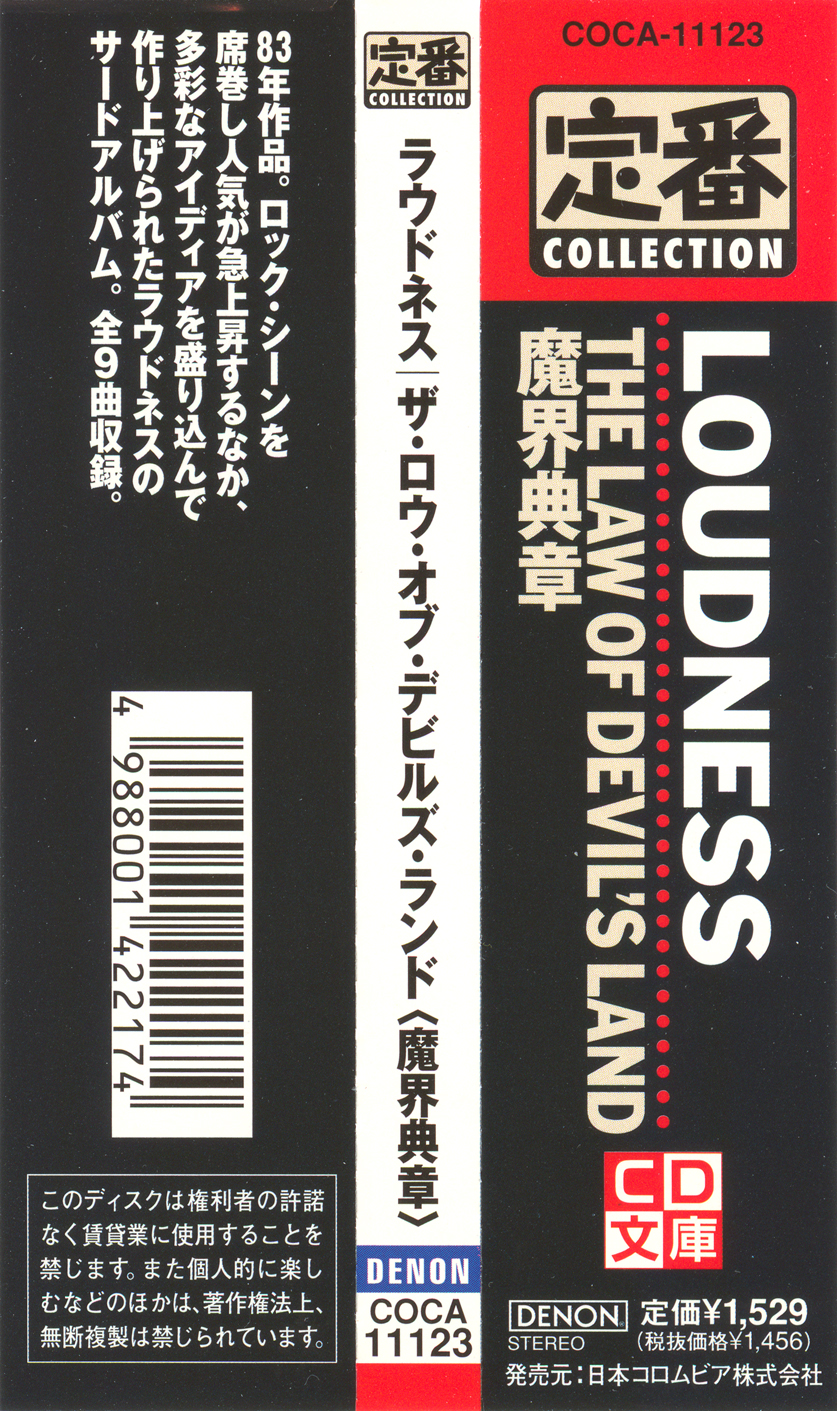 COCA-11123
定番
COLLECTION
LOUDNESS
THE LAW OF DEVIL'S LAND
魔界典章
CD
文庫
DENON 定価¥1,529
STEREO (税抜価格¥1,456)
発売元:日本コロムビア株式会社
定番
COLLECTION
ラウドネス|ザ・ロウ・オブ・デビルズ・ランド〈魔界典章〉
DENON
COCA
11123
83年作品。ロック・シーンを
席巻し人気が急上昇するなか、
多彩なアイディアを盛り込んで
作り上げられたラウドネスの
サードアルバム。全9曲収録。
4 988001 422174
このディスクは権利者の許諾
なく賃貸業に使用することを
禁じます。また個人的に楽し
むなどのほかは、著作権法上、
無断複製は禁じられています。